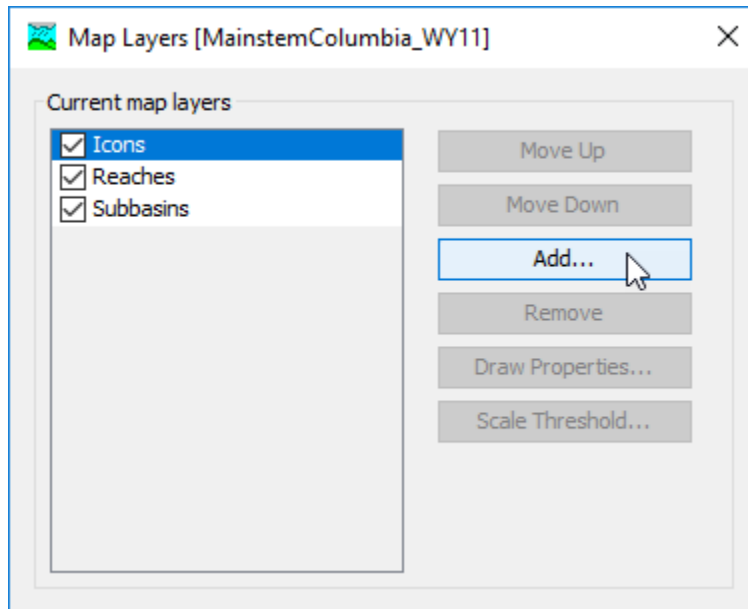 Map Layers [MainstemColumbia_WY11]
Current map layers
Icons
Reaches
Subbasins
Move Up
Move Down
Add...
Remove
Draw Properties...
Scale Threshold...